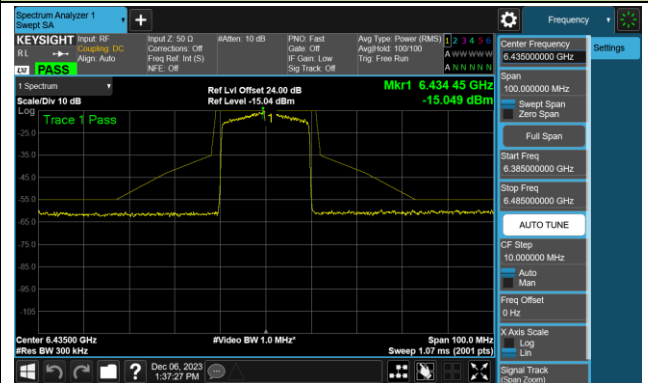 Spectrum Analyzer 1
Swept SA
Frequency
KEYSIGHT Input: RF
RL
Coupling: DC
Align: Auto
LXI PASS
Input Z: 50 Ω
Corrections: Off
Freq Ref: Int (S)
NFE: Off
#Atten: 10 dB
PNO: Fast
Gate: Off
IF Gain: Low
Sig Track: Off
Avg Type: Power (RMS)
Avg|Hold: 100/100
Trig: Free Run
1 2 3 4 5 6
A W W W W W
A N N N N N
1 Spectrum
Scale/Div 10 dB
Ref Lvl Offset 24.00 dB
Ref Level -15.04 dBm
Mkr1 6.434 45 GHz
-15.049 dBm
Log
Trace 1 Pass
1
-25.0
-35.0
-45.0
-55.0
-65.0
-75.0
-85.0
-95.0
-105
Center 6.43500 GHz
#Res BW 300 kHz
#Video BW 1.0 MHz*
Span 100.0 MHz
Sweep 1.07 ms (2001 pts)
Dec 06, 2023
1:37:27 PM
Center Frequency
6.435000000 GHz
Settings
Span
100.000000 MHz
Swept Span
Zero Span
Full Span
Start Freq
6.385000000 GHz
Stop Freq
6.485000000 GHz
AUTO TUNE
CF Step
10.000000 MHz
Auto
Man
Freq Offset
0 Hz
X Axis Scale
Log
Lin
Signal Track
(Span Zoom)